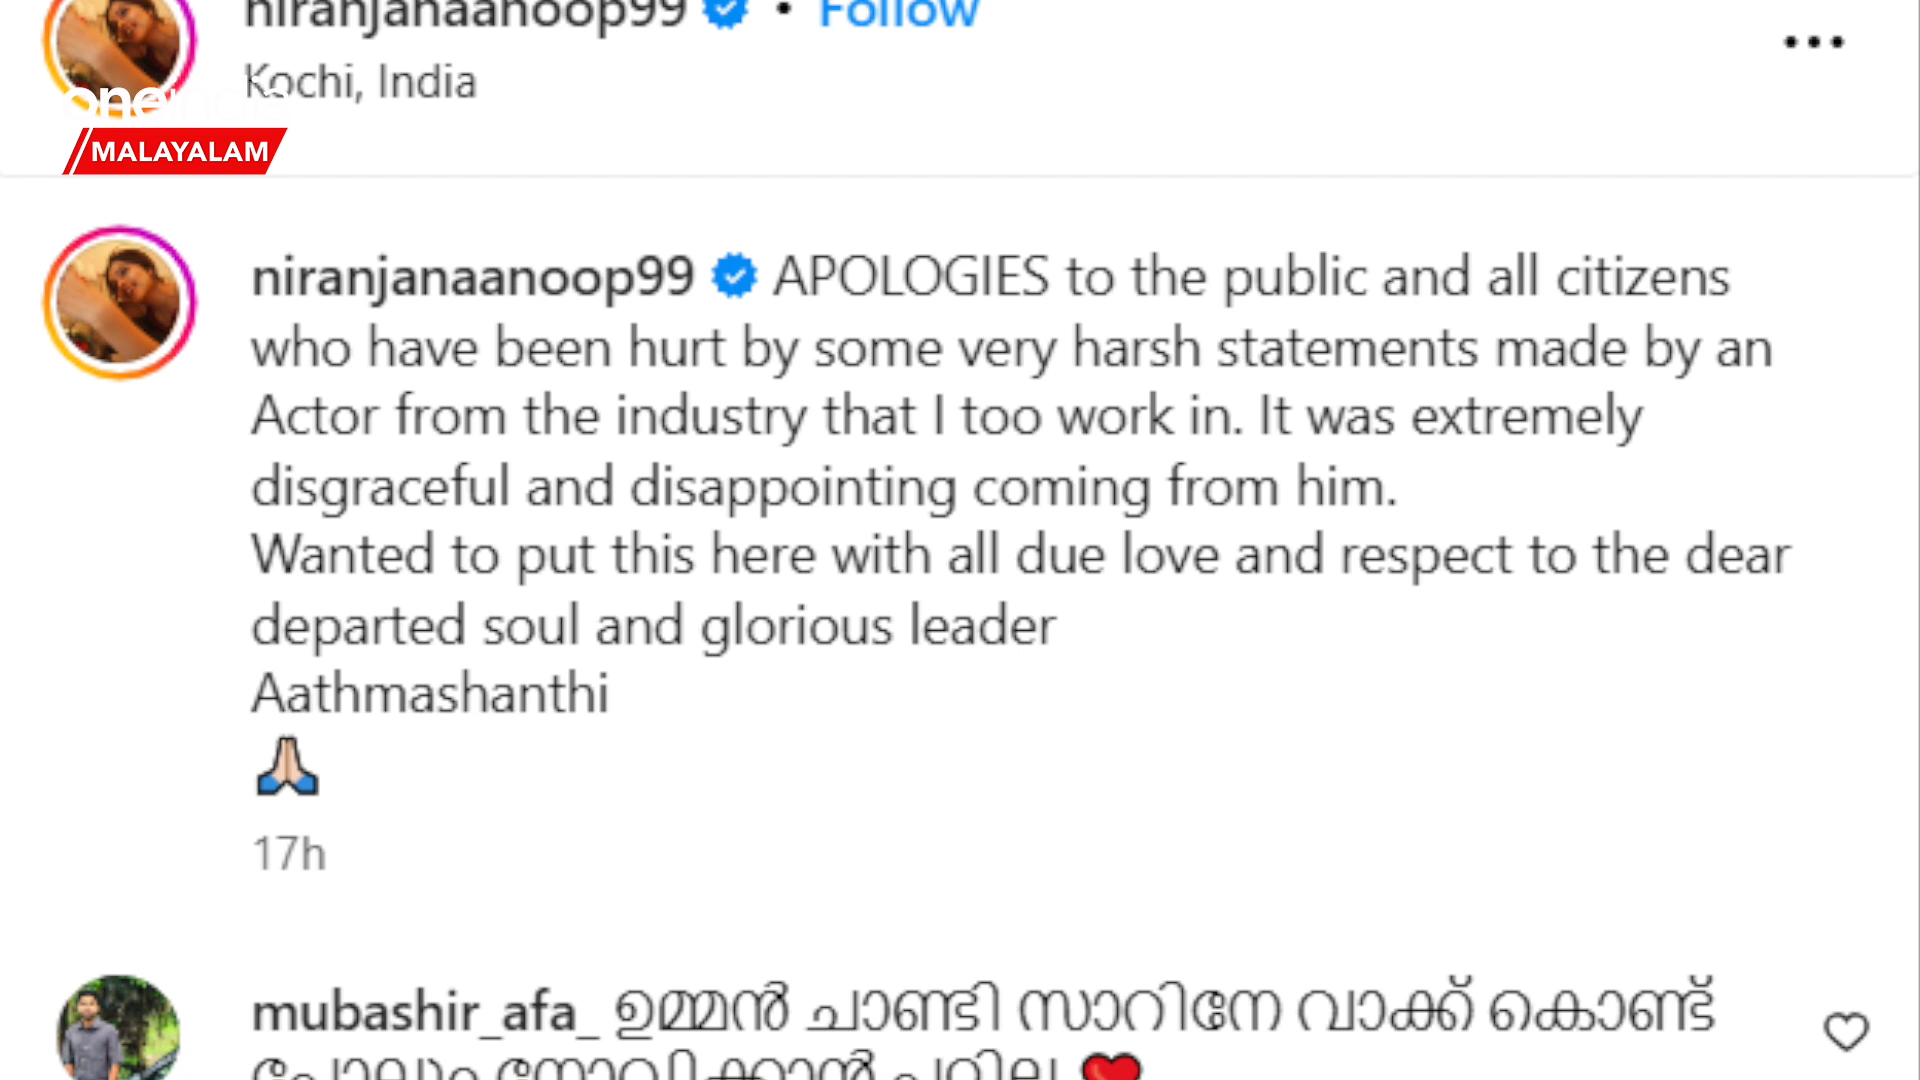 niranjanaanoop99 • Follow
Kochi, India
oneindia
MALAYALAM
niranjanaanoop99 APOLOGIES to the public and all citizens
who have been hurt by some very harsh statements made by an
Actor from the industry that I too work in. It was extremely
disgraceful and disappointing coming from him.
Wanted to put this here with all due love and respect to the dear
departed soul and glorious leader
Aathmashanthi
🙏🏻
17h
mubashir_afa_ ഉമ്മൻ ചാണ്ടി സാറിനേ വാക്ക് കൊണ്ട്
പോലും നോവിക്കാൻ പറ്റില്ല ❤️